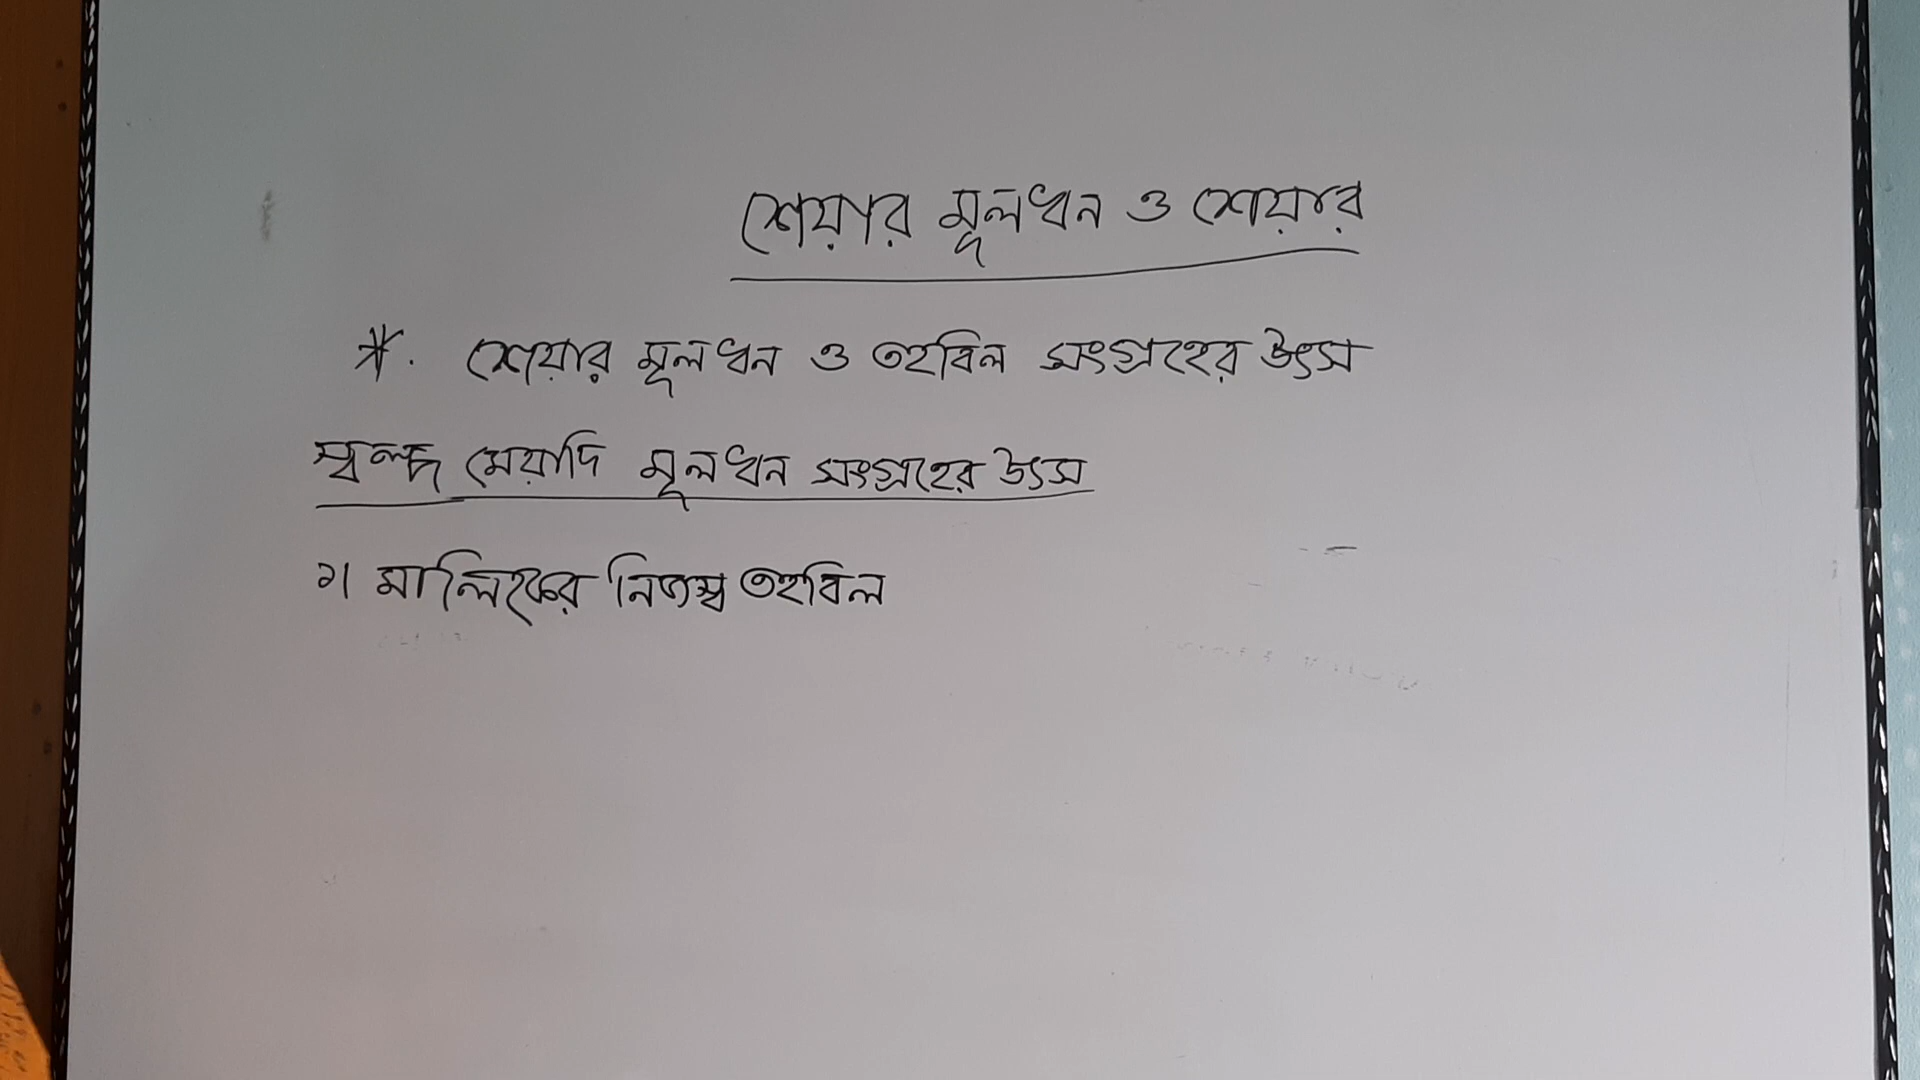 শেয়ার মূলধন ও শেয়ার
*. শেয়ার মূলধন ও তহবিল সংগ্রহের উৎস
স্বল্প মেয়াদি মূলধন সংগ্রহের উৎস
১। মালিকের নিজস্ব তহবিল